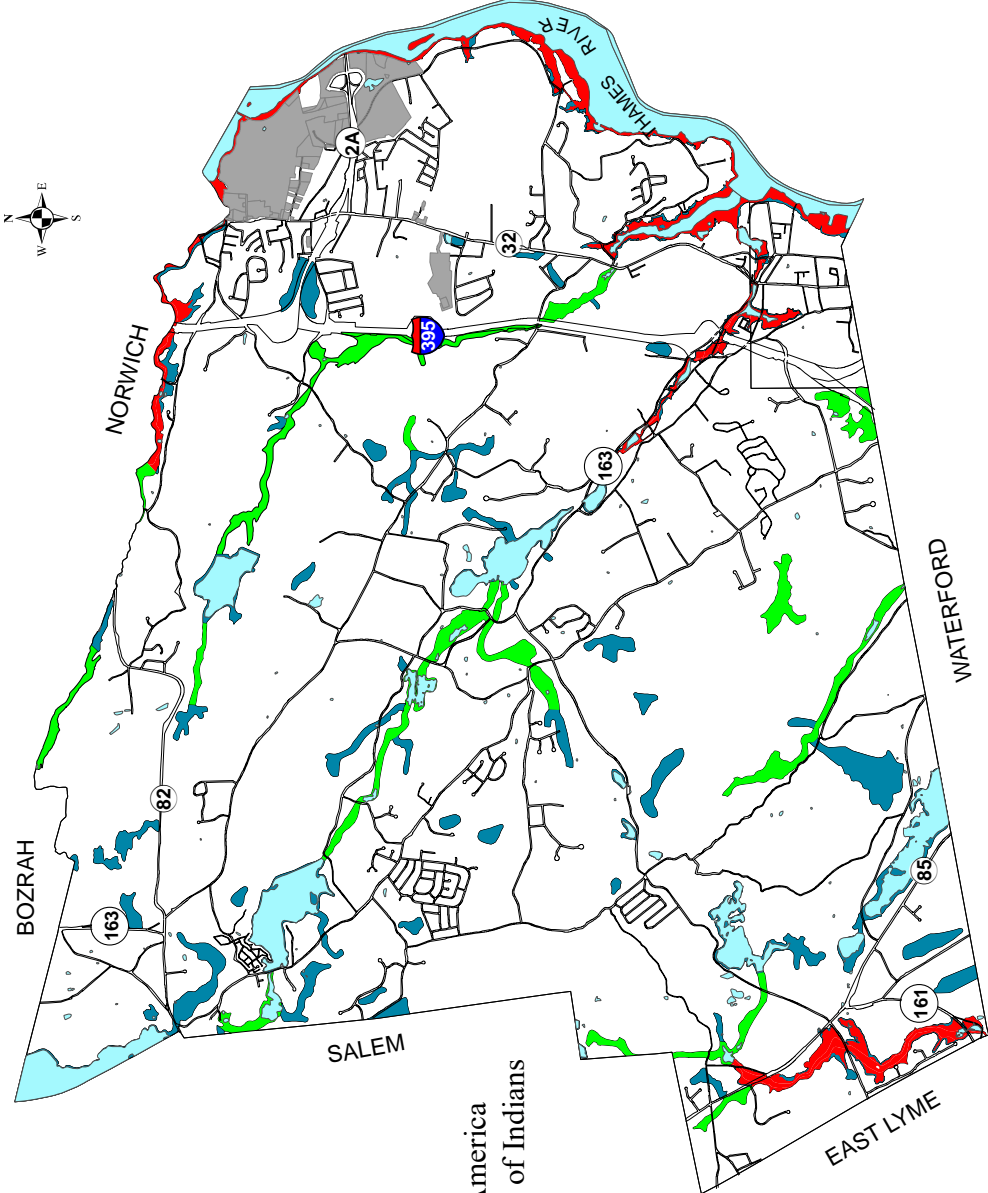 N
W E
S
THAMES RIVER
2A
NORWICH
32
395
163
BOZRAH
82
163
WATERFORD
SALEM
85
161
America
of Indians
EAST LYME